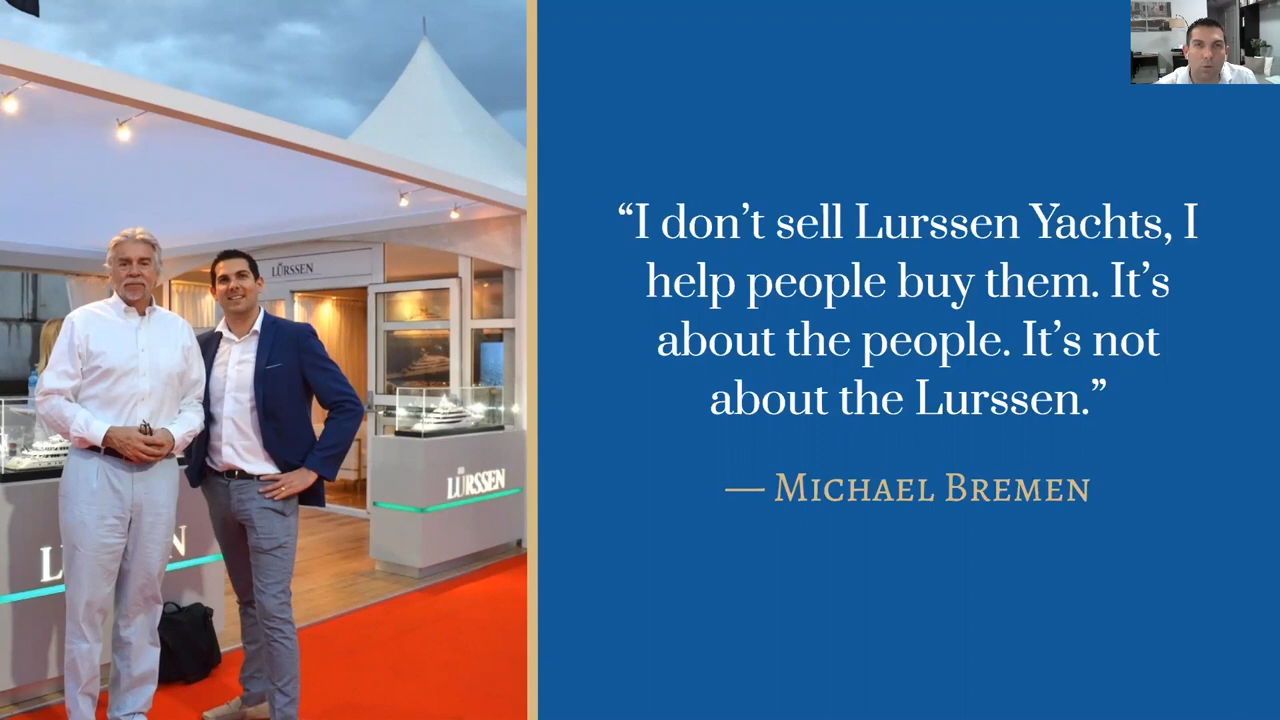 LÜRSSEN
LÜRSSEN
“I don’t sell Lurssen Yachts, I
help people buy them. It’s
about the people. It’s not
about the Lurssen.”
— Michael Bremen